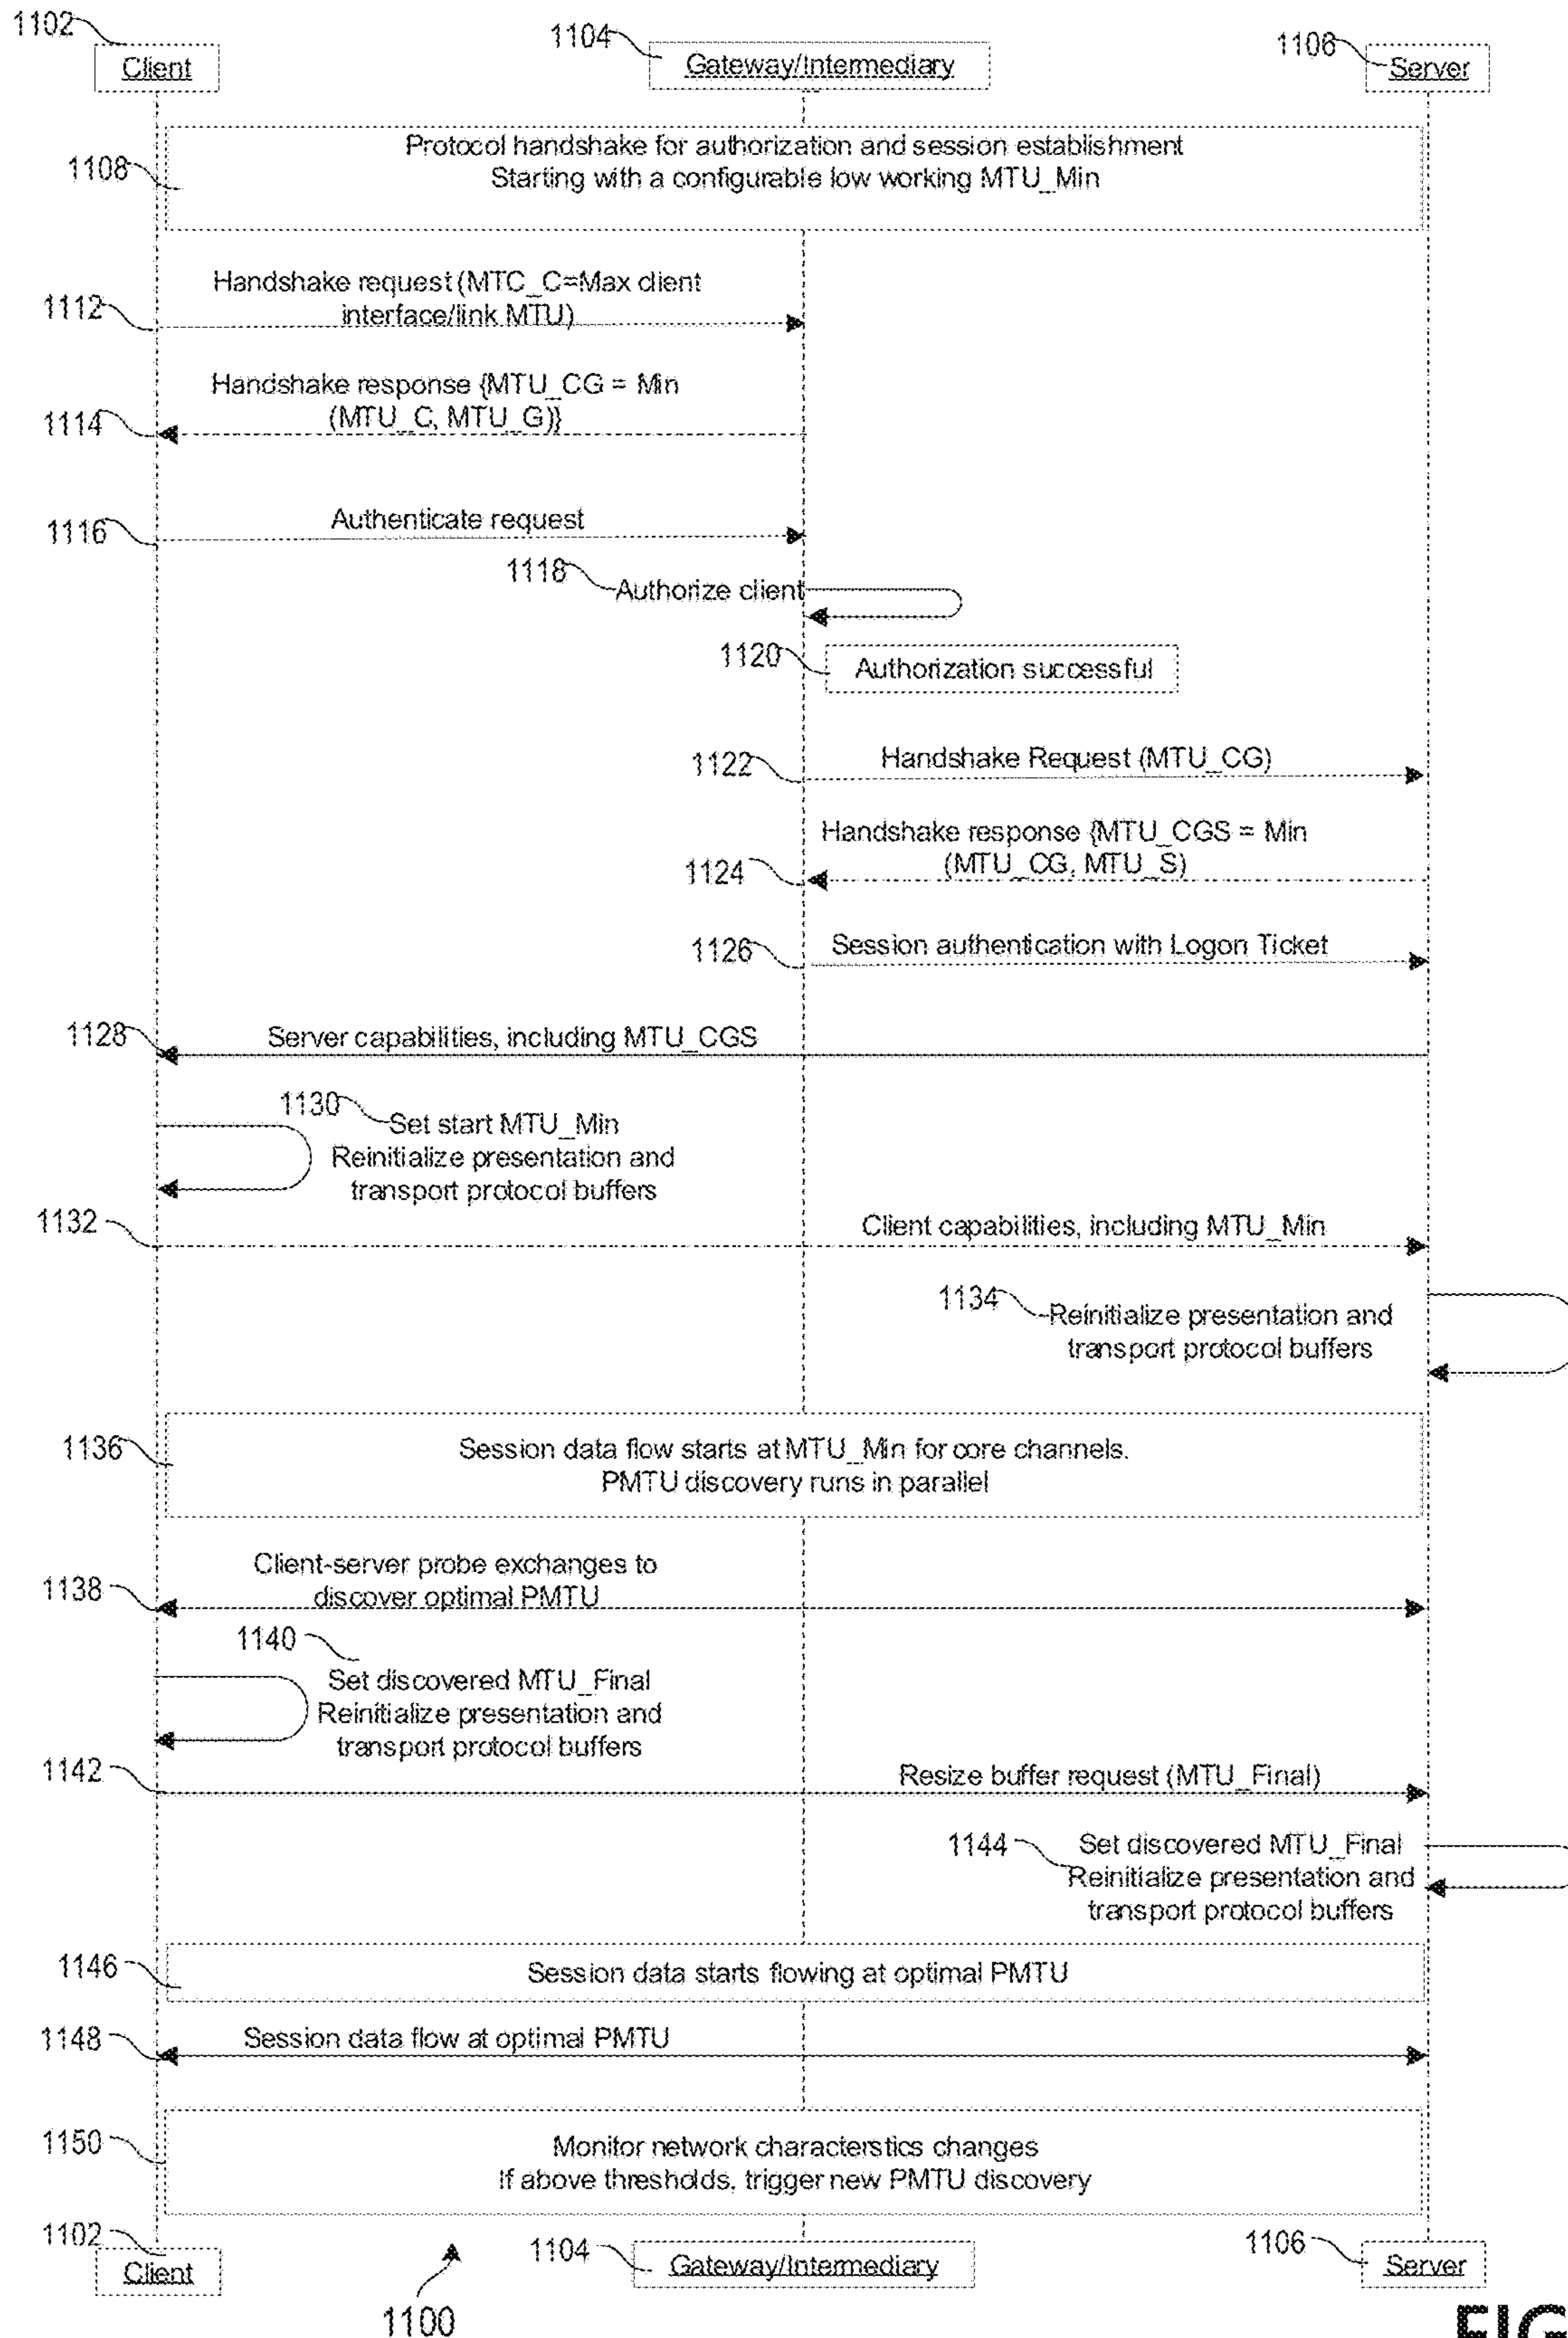 1102
Client
1104
Gateway/Intermediary
1106
Server
1108
Protocol handshake for authorization and session establishment
Starting with a configurable low working MTU_Min
1112
Handshake request (MTC_C=Max client
interface/link MTU)
1114
Handshake response {MTU_CG = Min
(MTU_C, MTU_G)}
1116
Authenticate request
1118
Authorize client
1120
Authorization successful
1122
Handshake Request (MTU_CG)
1124
Handshake response {MTU_CGS = Min
(MTU_CG, MTU_S)
1126
Session authentication with Logon Ticket
1128
Server capabilities, including MTU_CGS
1130
Set start MTU_Min
Reinitialize presentation and
transport protocol buffers
1132
Client capabilities, including MTU_Min
1134
Reinitialize presentation and
transport protocol buffers
1136
Session data flow starts at MTU_Min for core channels.
PMTU discovery runs in parallel
1138
Client-server probe exchanges to
discover optimal PMTU
1140
Set discovered MTU_Final
Reinitialize presentation and
transport protocol buffers
1142
Resize buffer request (MTU_Final)
1144
Set discovered MTU_Final
Reinitialize presentation and
transport protocol buffers
1146
Session data starts flowing at optimal PMTU
1148
Session data flow at optimal PMTU
1150
Monitor network characterstics changes
If above thresholds, trigger new PMTU discovery
1102
Client
1104
Gateway/Intermediary
1106
Server
1100
FIG